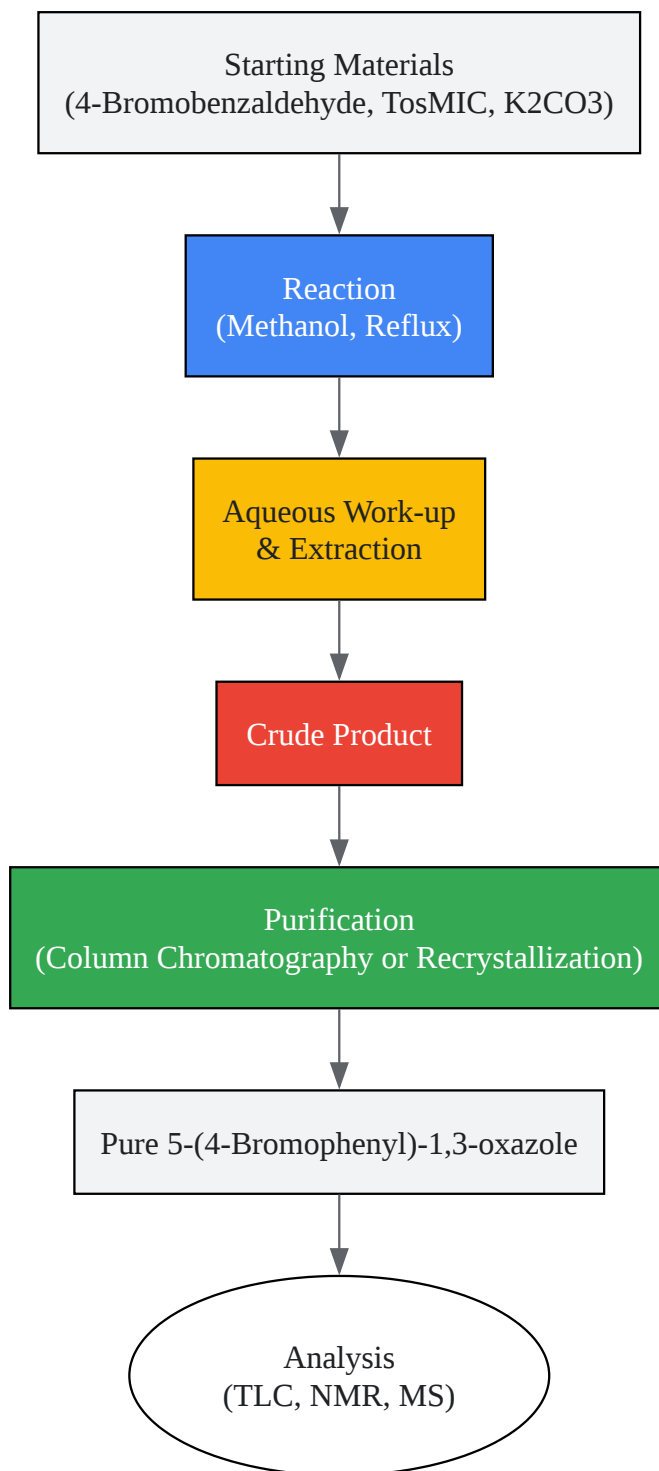 Starting Materials
(4-Bromobenzaldehyde, TosMIC, K2CO3)
Reaction
(Methanol, Reflux)
Aqueous Work-up
& Extraction
Crude Product
Purification
(Column Chromatography or Recrystallization)
Pure 5-(4-Bromophenyl)-1,3-oxazole
Analysis
(TLC, NMR, MS)